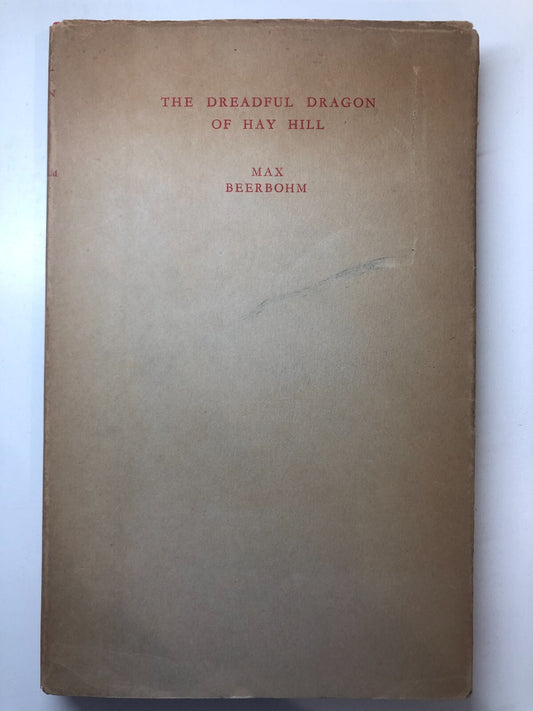 THE DREADFUL DRAGON
OF HAY HILL
MAX
BEERBOHM